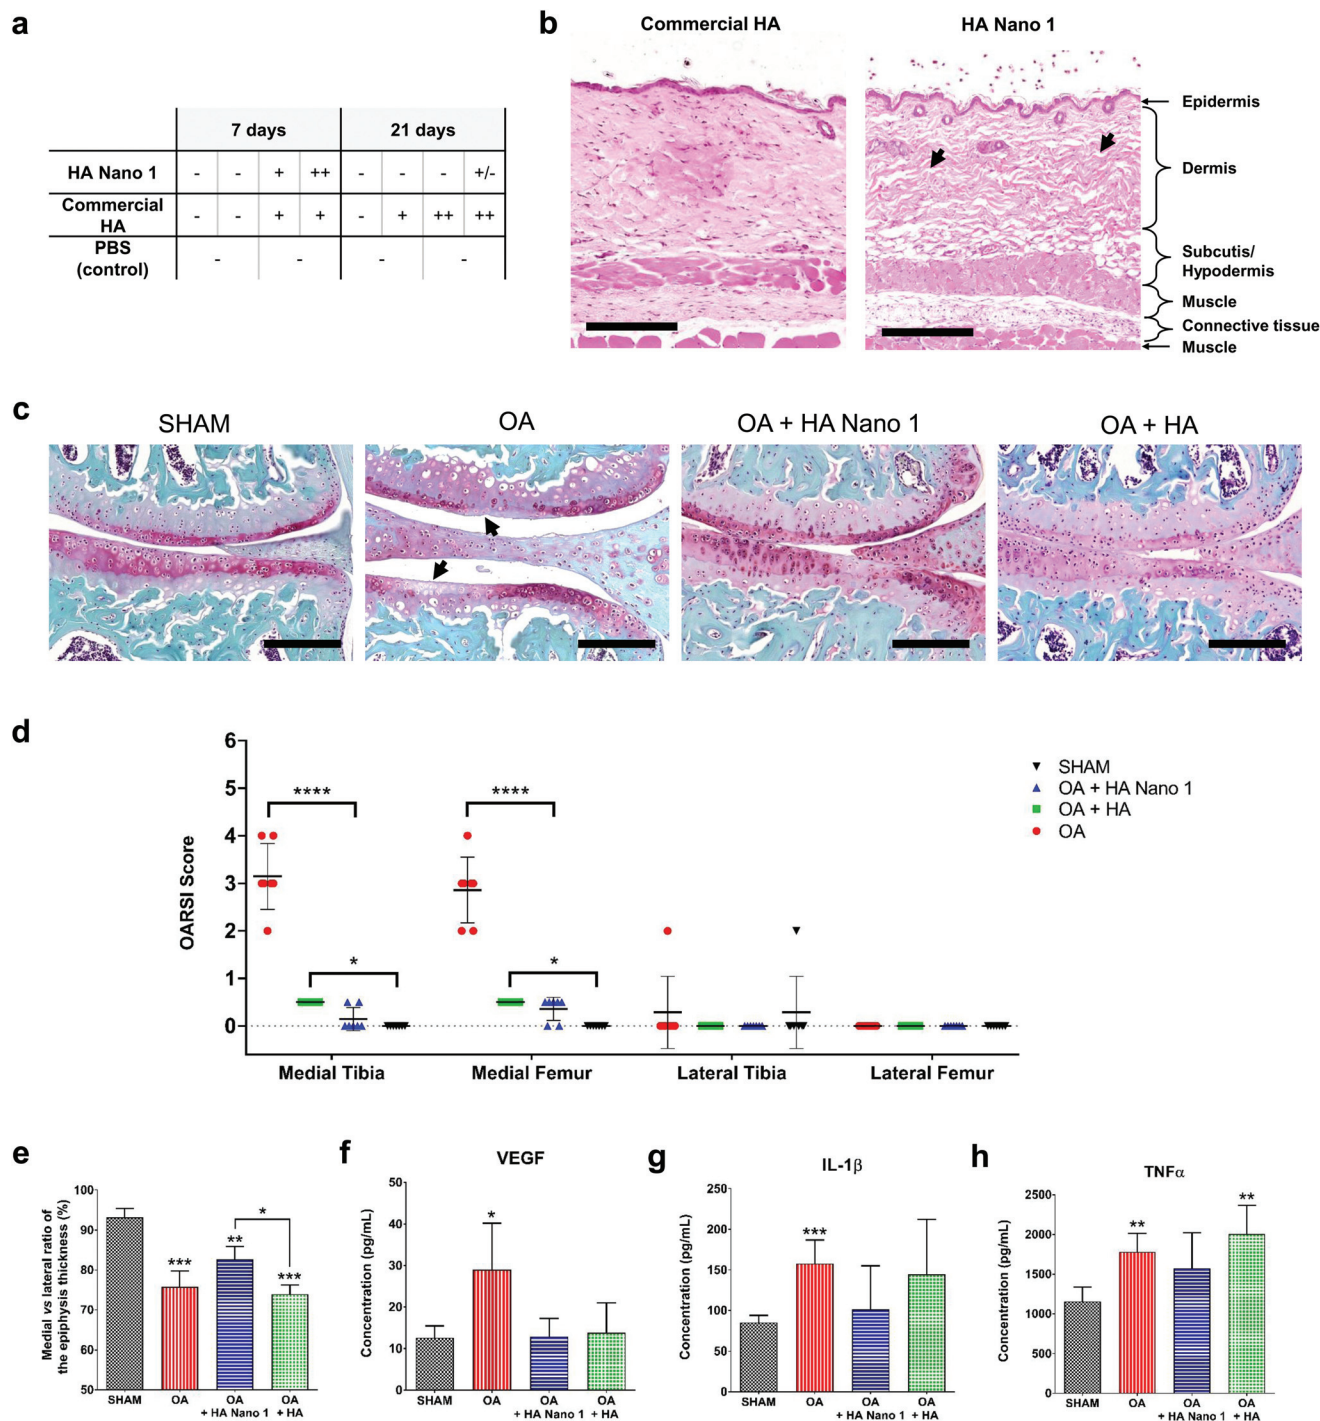 a
7 days 21 days
HA Nano 1 - - + ++ - - - +/-
Commercial HA - - + + - + ++ ++
PBS (control) - - - -
b
Commercial HA
HA Nano 1
Epidermis
Dermis
Subcutis/
Hypodermis
Muscle
Connective tissue
Muscle
c
SHAM
OA
OA + HA Nano 1
OA + HA
d
OARSI Score
6
5
4
3
2
1
0
****
****
*
*
Medial Tibia
Medial Femur
Lateral Tibia
Lateral Femur
SHAM
OA + HA Nano 1
OA + HA
OA
e
Medial vs lateral ratio of
the epiphysis thickness (%)
100
90
80
70
60
50
***
**
*
***
SHAM
OA
OA
+ HA Nano 1
OA
+ HA
f
VEGF
Concentration (pg/mL)
50
40
30
20
10
0
*
SHAM
OA
OA
+ HA Nano 1
OA
+ HA
g
IL-1β
Concentration (pg/mL)
250
200
150
100
50
0
***
SHAM
OA
OA
+ HA Nano 1
OA
+ HA
h
TNFα
Concentration (pg/mL)
2500
2000
1500
1000
500
0
**
**
SHAM
OA
OA
+ HA Nano 1
OA
+ HA